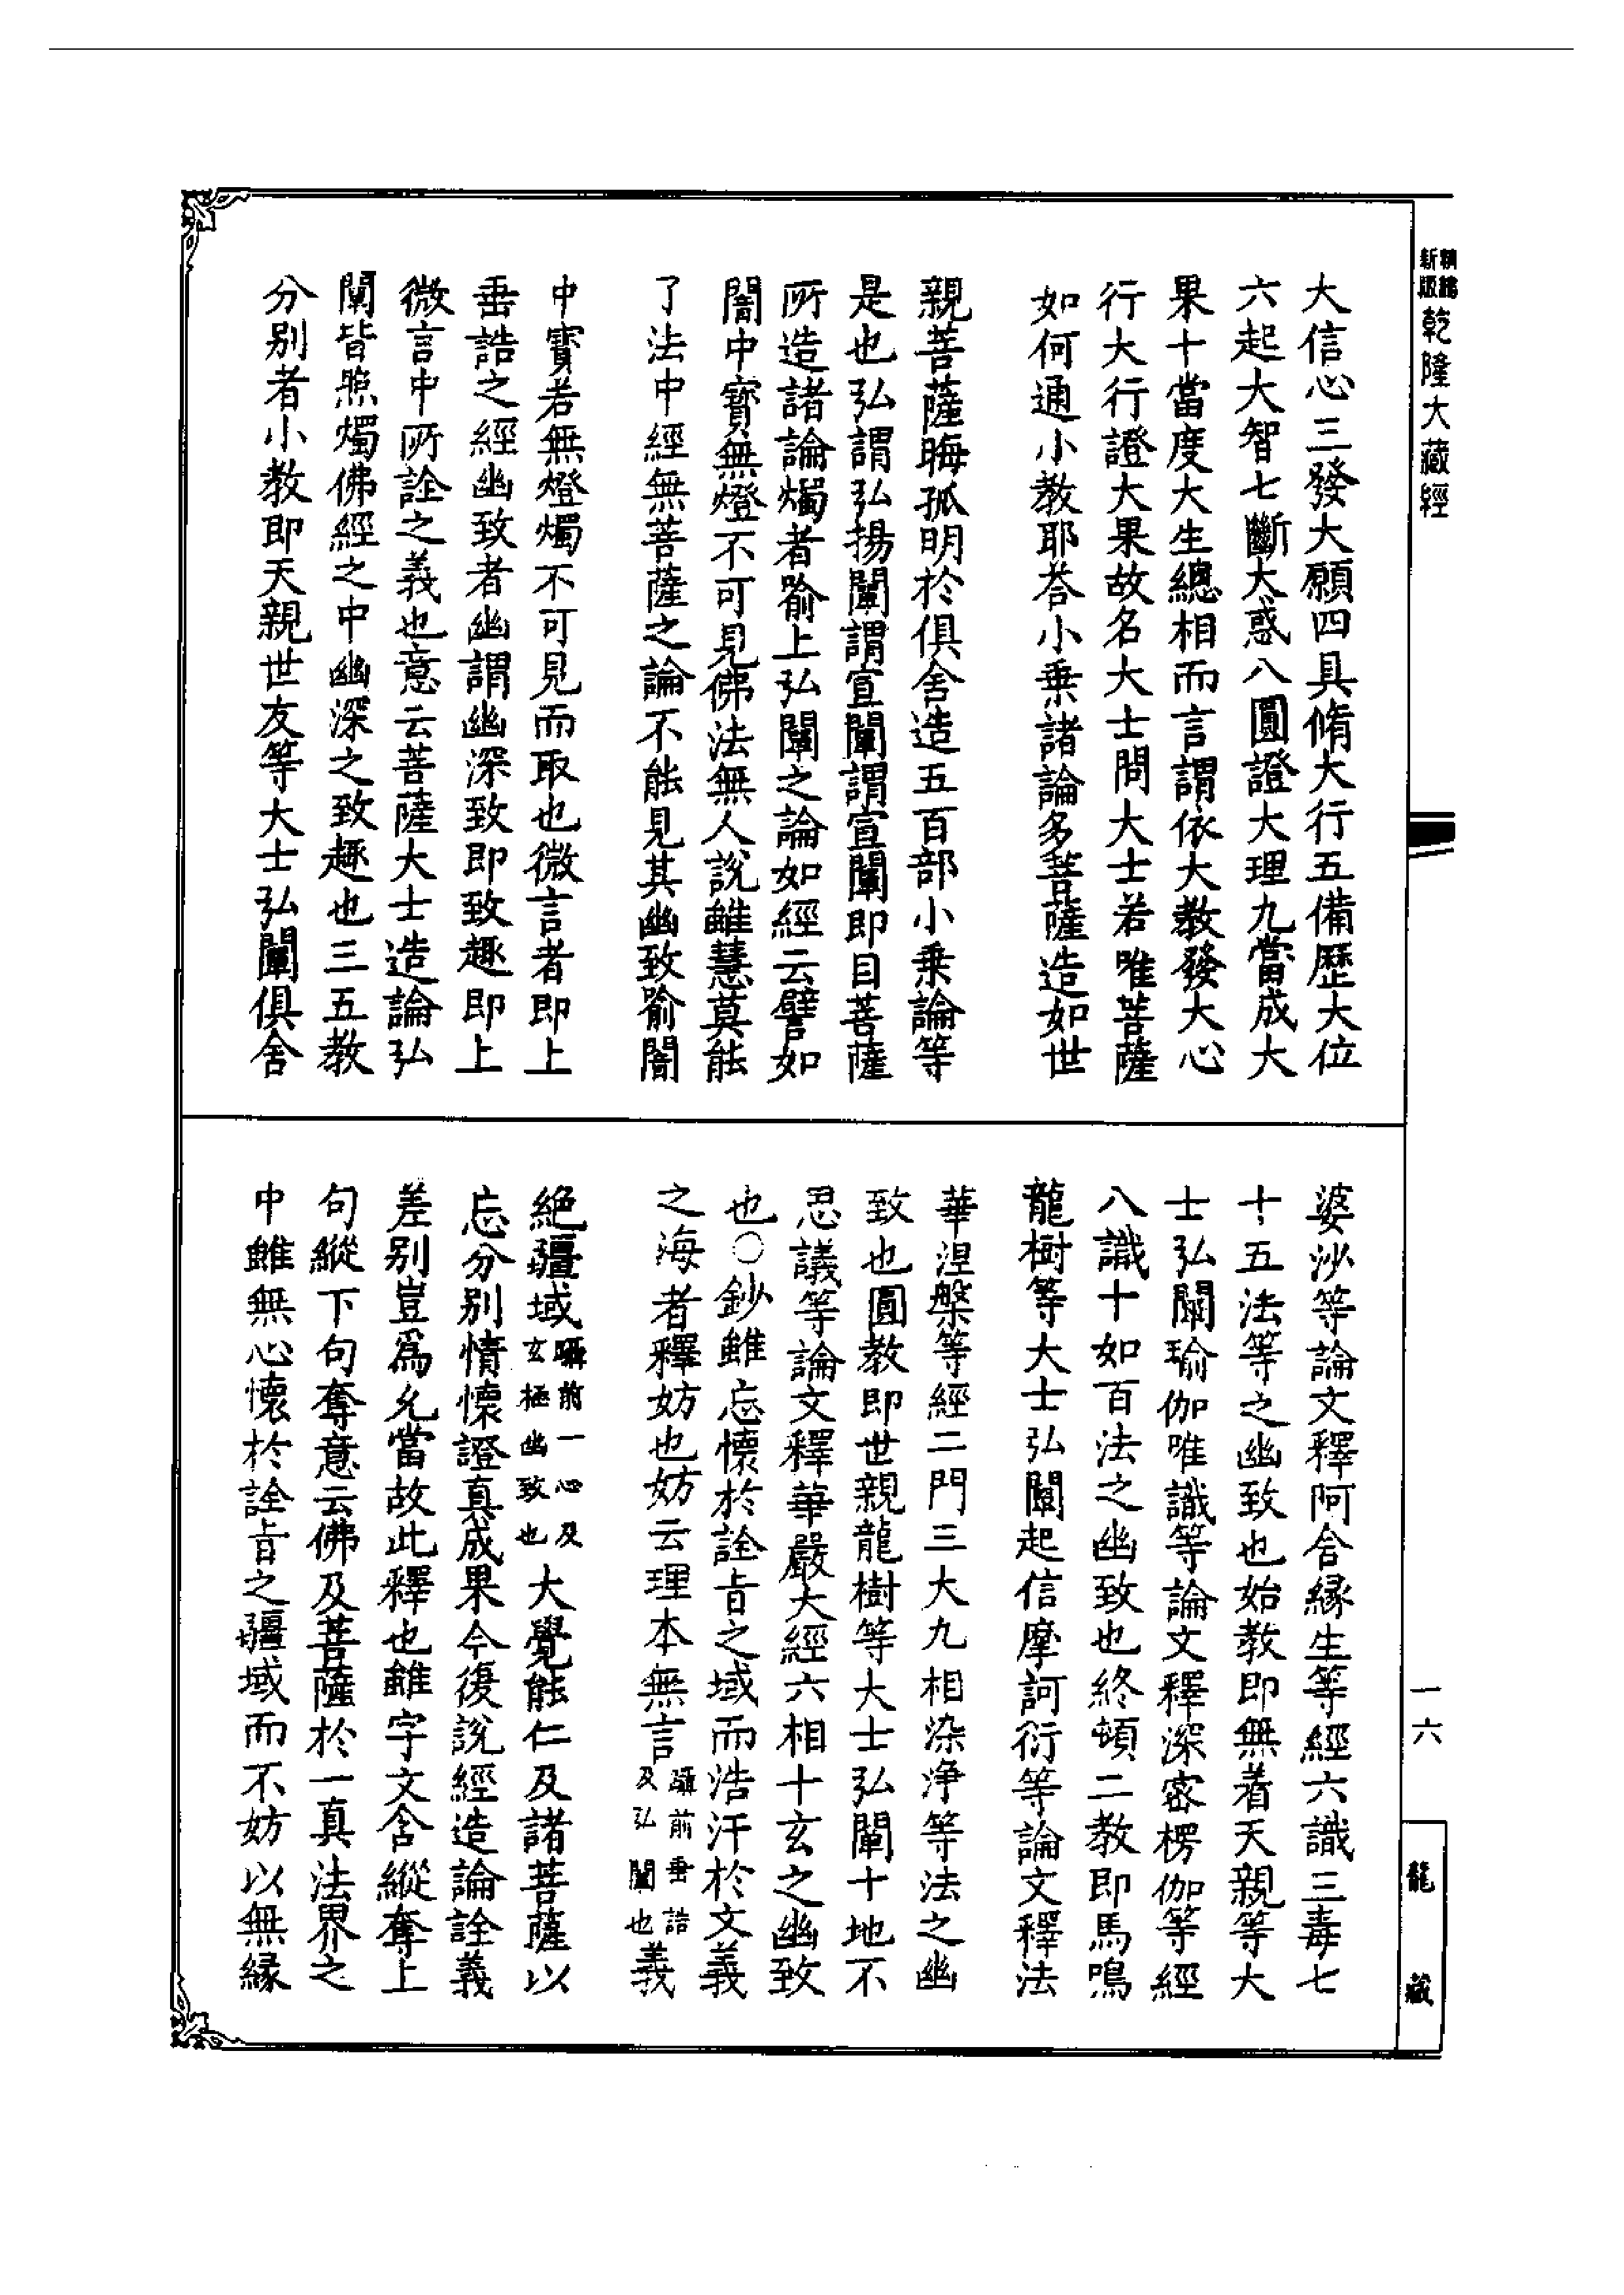 新編縮版乾隆大藏經
大信心三發大願四具脩大行五備歷大位
六起大智七斷大惑八圓證大理九當成大
果十當度大生總相而言謂依大教發大心
行大行證大果故名大士問大士若唯菩薩
如何通小教耶荅小乗諸論多菩薩造如世
親菩薩晦孤明於俱舍造五百部小乗論等
是也弘謂弘揚闡謂宣闡謂宣闡即目菩薩
所造諸論燭者喻上弘闡之論如經云譬如
闇中寳無燈不可見佛法無人說雖慧莫能
了法中經無菩薩之論不能見其幽致喻闇
中寳若無燈燭不可見而取也微言者即上
垂誥之經幽致者幽謂幽深致即致趣即上
微言中所詮之義也意云菩薩大士造論弘
闡皆照燭佛經之中幽深之致趣也三五教
分别者小教即天親世友等大士弘闡俱舍
婆沙等論文釋阿含縁生等經六識三毒七
十五法等之幽致也始教即無着天親等大
士弘闡瑜伽唯識等論文釋深密楞伽等經
八識十如百法之幽致也終頓二教即馬鳴
龍樹等大士弘闡起信摩訶衍等論文釋法
華涅槃等經二門三大九相染淨等法之幽
致也圓教即世親龍樹等大士弘闡十地不
思議等論文釋華嚴大經六相十玄之幽致
也○鈔雖忘懷於詮旨之域而浩汗於文義
之海者釋妨也妨云理本無言躡前垂誥及弘闡也義
絶疆域躡前一心及玄極幽致也大覺能仁及諸菩薩以
忘分别情懷證真成果今復說經造論詮義
差别豈爲允當故此釋也雖字文含縱奪上
句縱下句奪意云佛及菩薩於一真法界之
中雖無心懷於詮旨之疆域而不妨以無縁
一六
龍藏